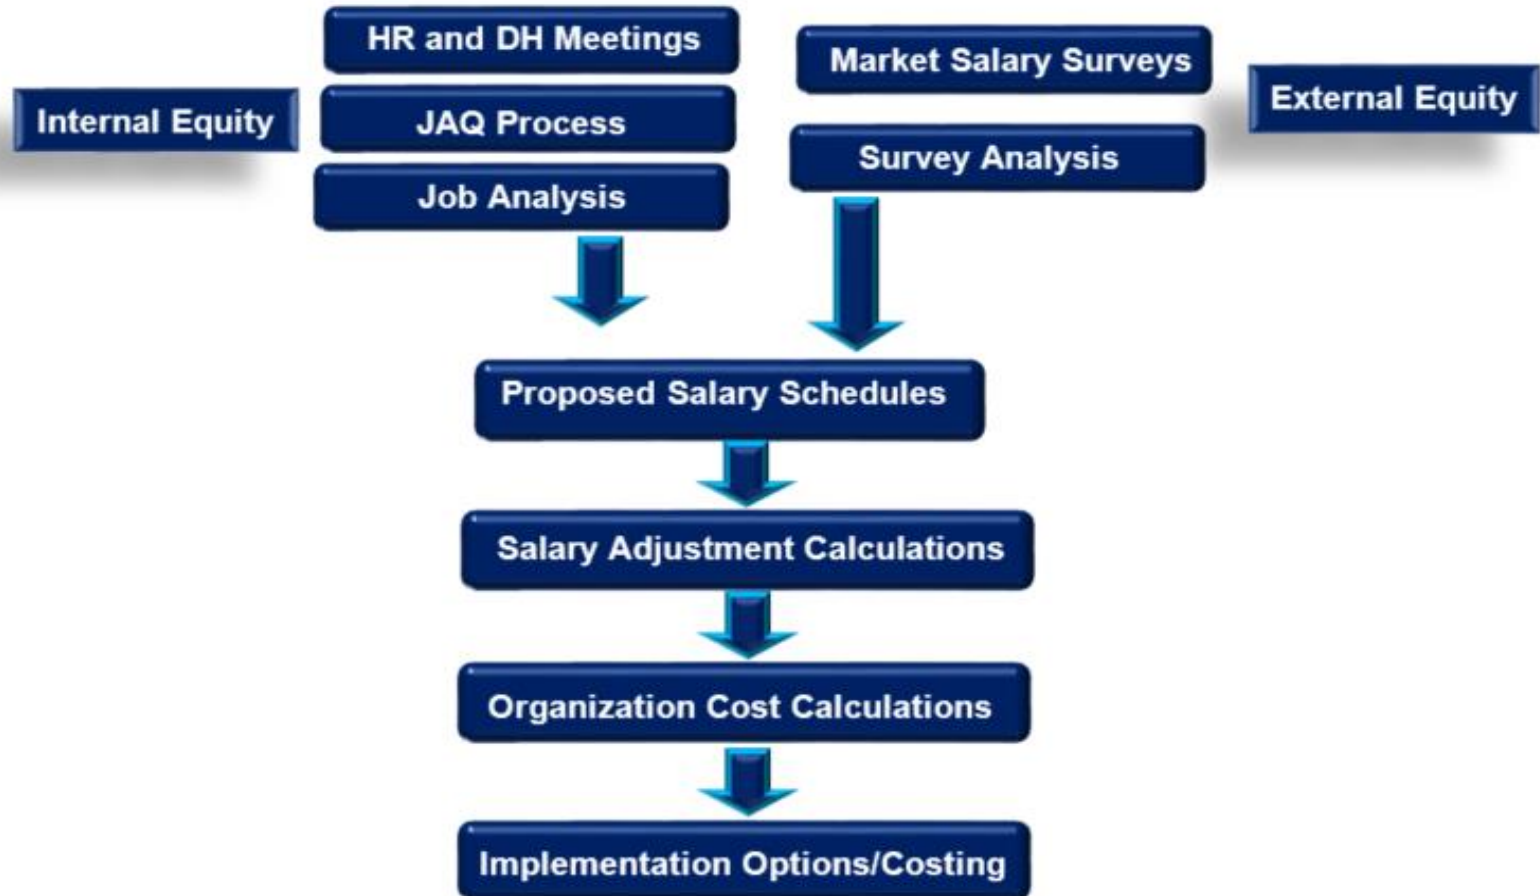 Internal Equity
HR and DH Meetings
JAQ Process
Job Analysis
Market Salary Surveys
Survey Analysis
External Equity
Proposed Salary Schedules
Salary Adjustment Calculations
Organization Cost Calculations
Implementation Options/Costing